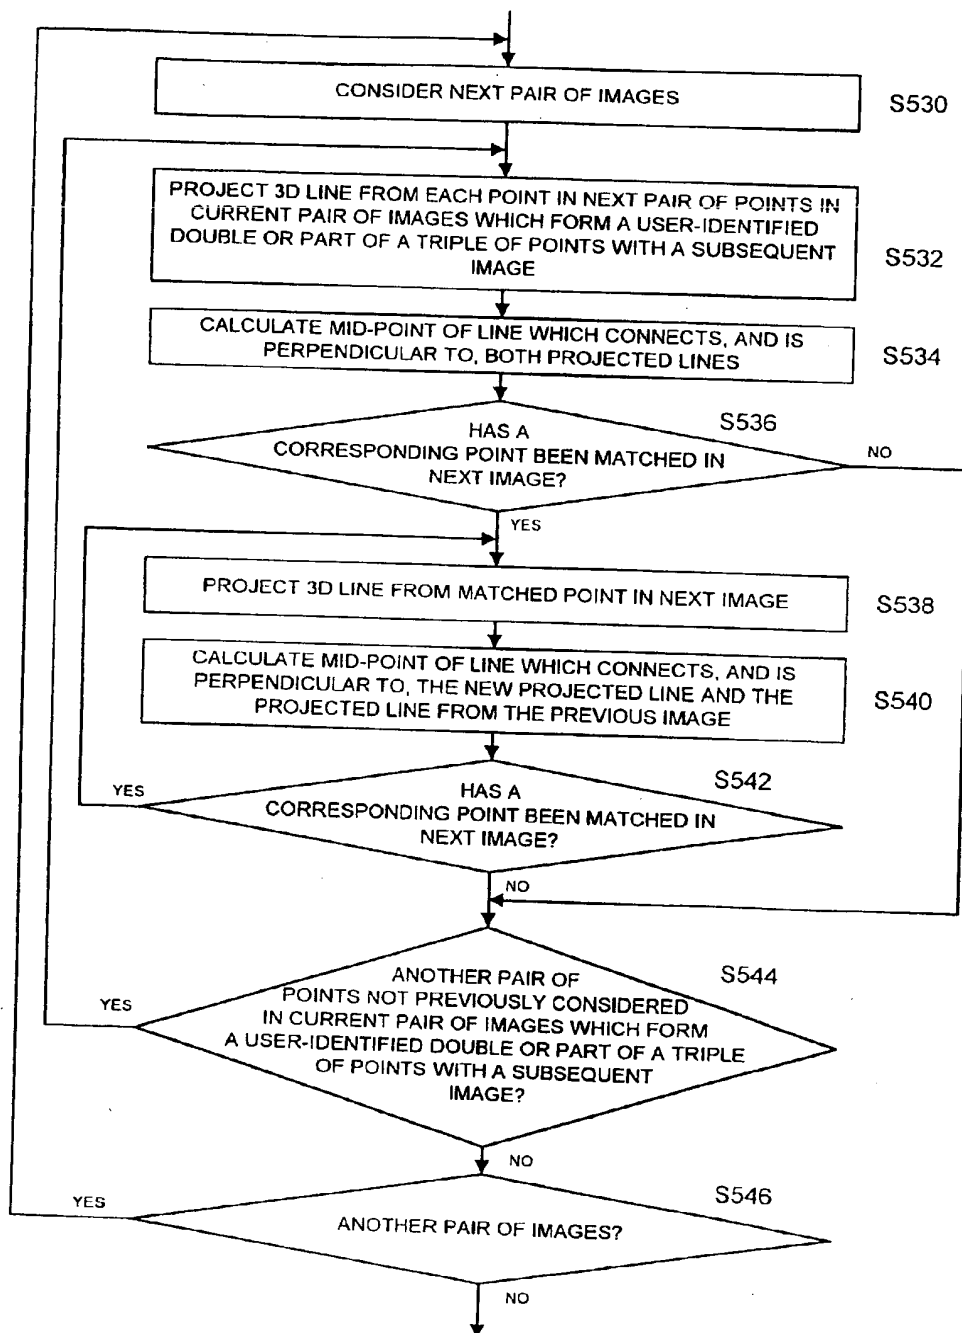 CONSIDER NEXT PAIR OF IMAGES
S530
PROJECT 3D LINE FROM EACH POINT IN NEXT PAIR OF POINTS IN
CURRENT PAIR OF IMAGES WHICH FORM A USER-IDENTIFIED
DOUBLE OR PART OF A TRIPLE OF POINTS WITH A SUBSEQUENT
IMAGE
S532
CALCULATE MID-POINT OF LINE WHICH CONNECTS, AND IS
PERPENDICULAR TO, BOTH PROJECTED LINES
S534
S536
HAS A
CORRESPONDING POINT BEEN MATCHED IN
NEXT IMAGE?
NO
YES
PROJECT 3D LINE FROM MATCHED POINT IN NEXT IMAGE
S538
CALCULATE MID-POINT OF LINE WHICH CONNECTS, AND IS
PERPENDICULAR TO, THE NEW PROJECTED LINE AND THE
PROJECTED LINE FROM THE PREVIOUS IMAGE
S540
S542
YES
HAS A
CORRESPONDING POINT BEEN MATCHED IN
NEXT IMAGE?
NO
S544
YES
ANOTHER PAIR OF
POINTS NOT PREVIOUSLY CONSIDERED
IN CURRENT PAIR OF IMAGES WHICH FORM
A USER-IDENTIFIED DOUBLE OR PART OF A TRIPLE
OF POINTS WITH A SUBSEQUENT
IMAGE?
NO
S546
YES
ANOTHER PAIR OF IMAGES?
NO